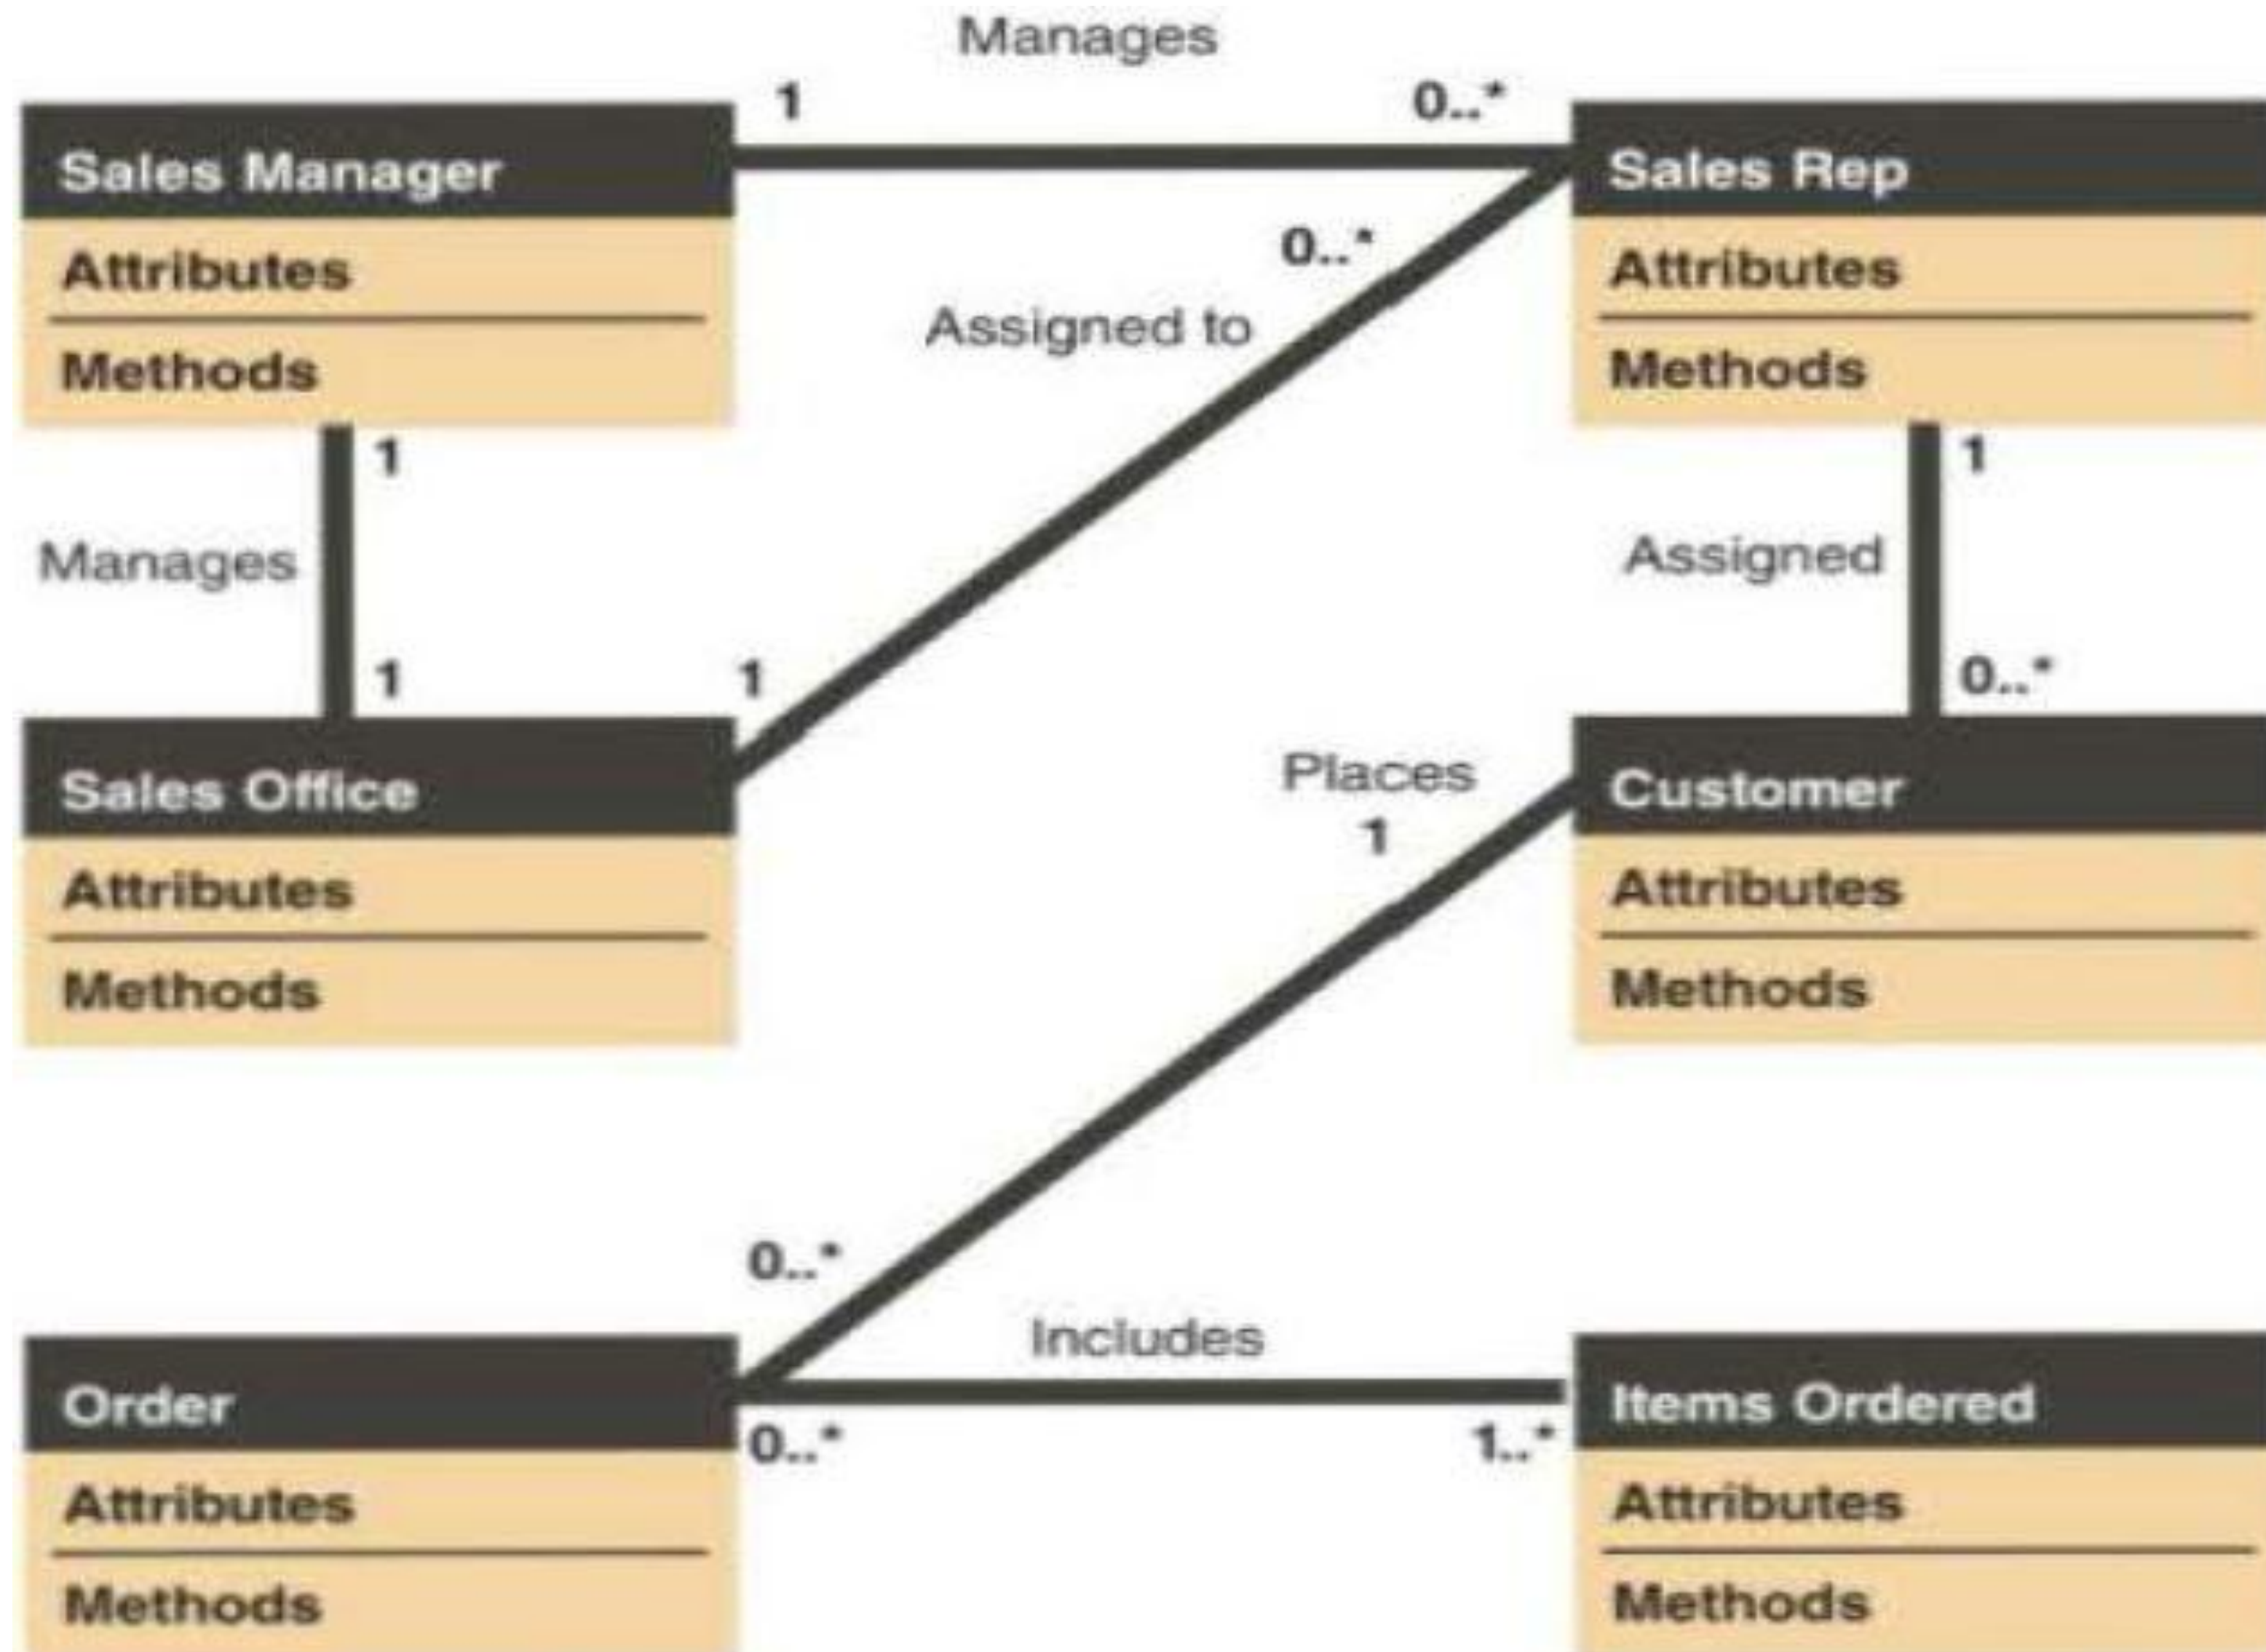 Manages
1
0..*
Sales Manager
Sales Rep
0..*
Attributes
Attributes
Assigned to
Methods
Methods
1
1
Manages
Assigned
1
1
0..*
Sales Office
Places
Customer
1
Attributes
Attributes
Methods
Methods
0..*
Includes
Order
Items Ordered
0..*
1..*
Attributes
Attributes
Methods
Methods